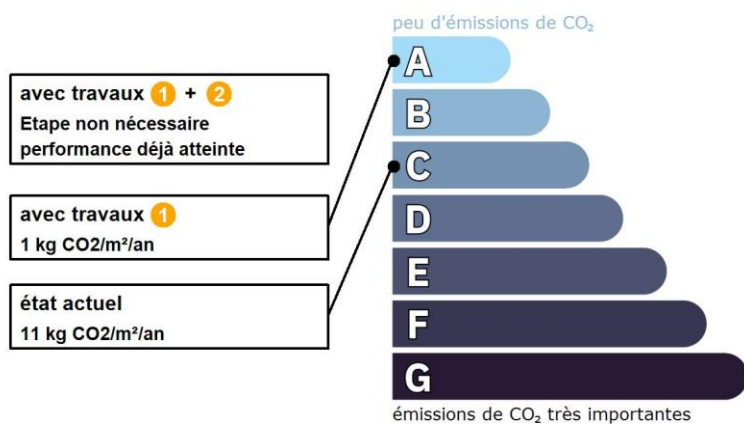 peu d'émissions de CO₂
avec travaux 1 + 2
Etape non nécessaire
performance déjà atteinte
avec travaux 1
1 kg CO2/m²/an
état actuel
11 kg CO2/m²/an
A
B
C
D
E
F
G
émissions de CO₂ très importantes